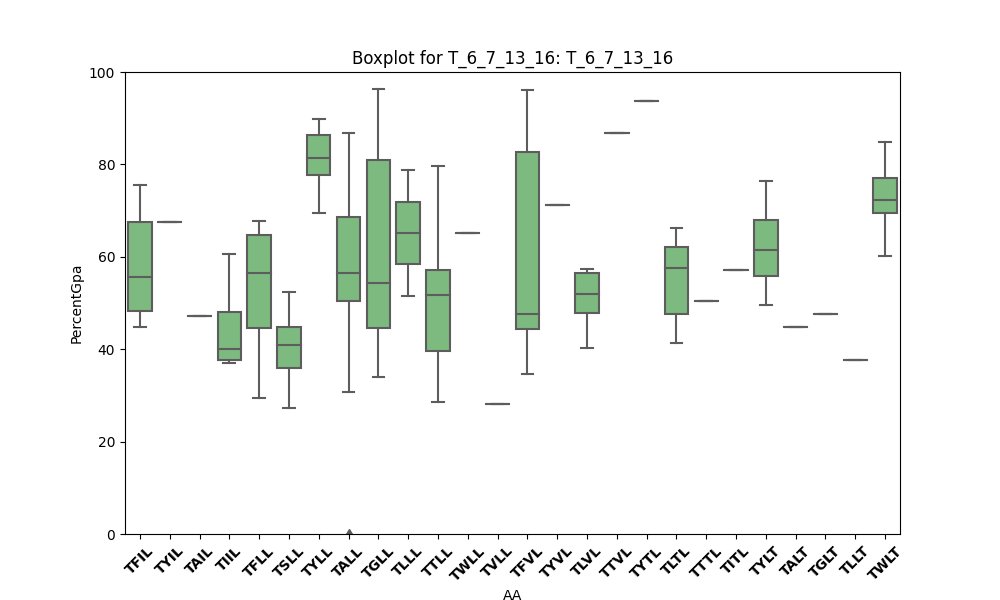 Boxplot for T_6_7_13_16: T_6_7_13_16
100
80
60
40
20
0
PercentGpa
TFIL TYIL TAIL TIIL TFLL TSLL TYLL TALL TGLL TLLL TTLL TWLL TVLL TFVL TYVL TLVL TTVL TYTL TLTL TTTL TITL TYLT TALT TGLT TLLT TWLT
AA